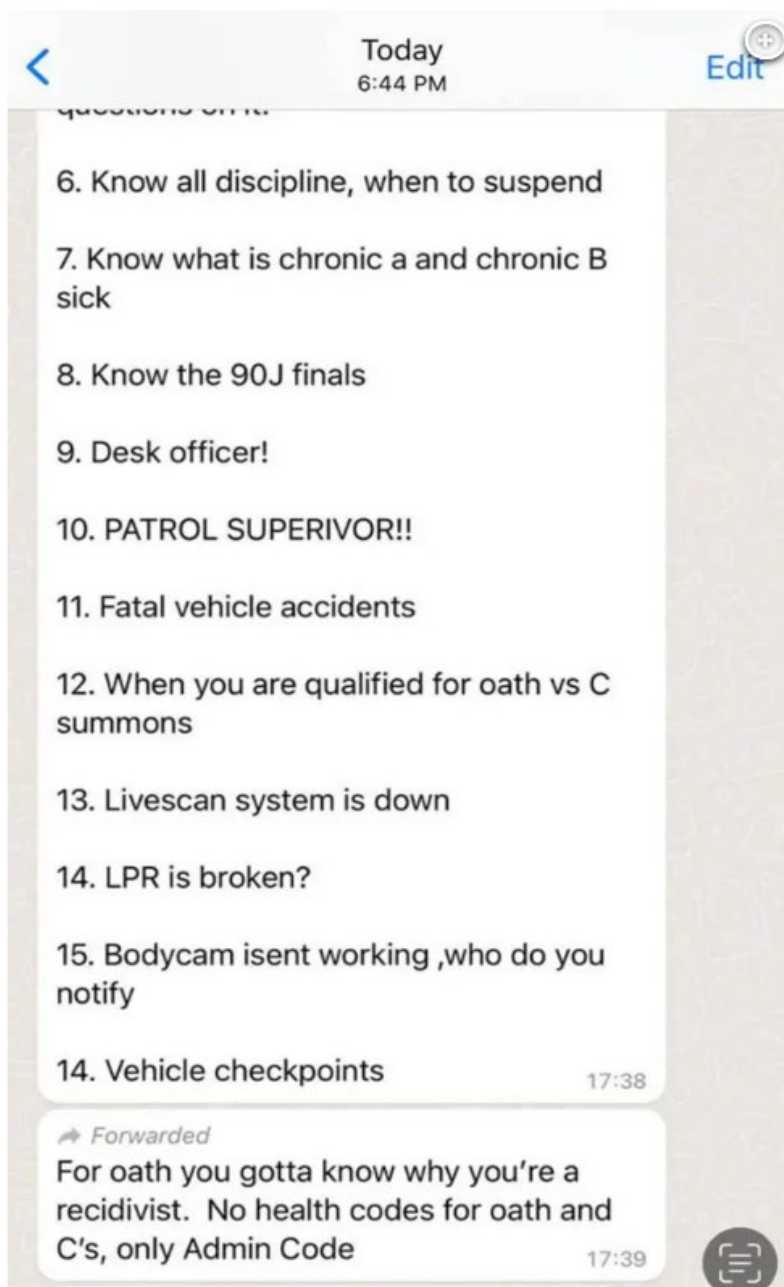 Today
6:44 PM
Edit
questions on it.
6. Know all discipline, when to suspend
7. Know what is chronic a and chronic B
sick
8. Know the 90J finals
9. Desk officer!
10. PATROL SUPERIVOR!!
11. Fatal vehicle accidents
12. When you are qualified for oath vs C
summons
13. Livescan system is down
14. LPR is broken?
15. Bodycam isent working ,who do you
notify
14. Vehicle checkpoints
17:38
Forwarded
For oath you gotta know why you’re a
recidivist.  No health codes for oath and
C’s, only Admin Code
17:39